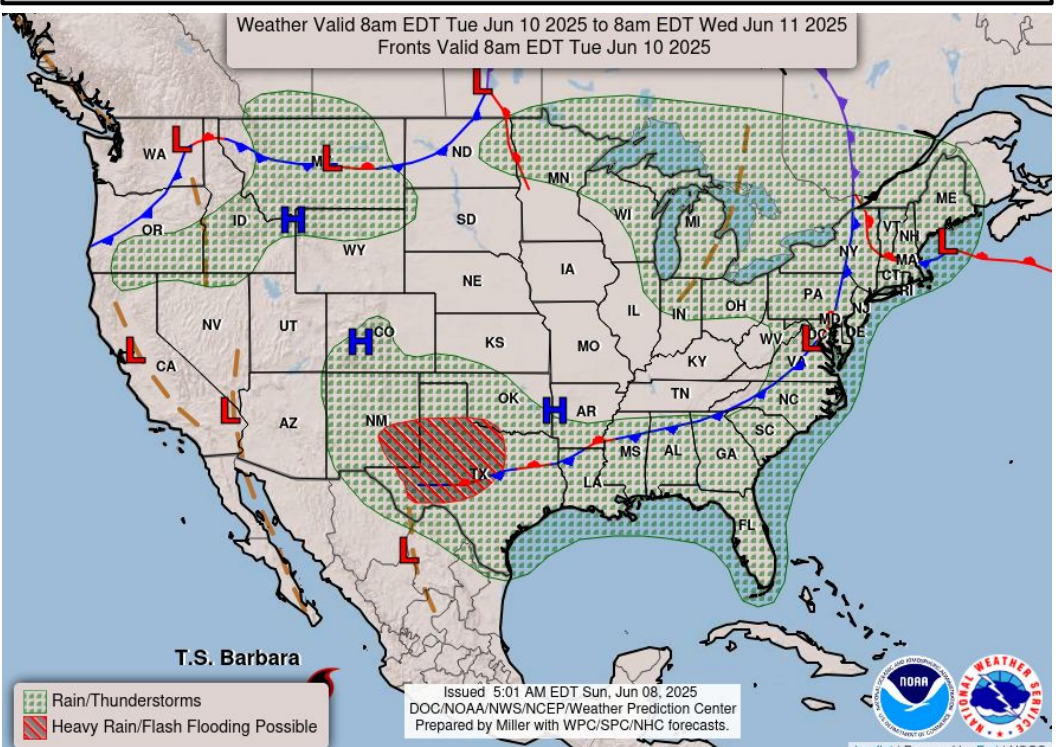 Weather Valid 8am EDT Tue Jun 10 2025 to 8am EDT Wed Jun 11 2025
Fronts Valid 8am EDT Tue Jun 10 2025
L
L
WA
L
ND
MN
ME
OR
ID
H
SD
WI
MI
VT
NH
L
WY
NY
MA
CT
RI
NE
IA
PA
NJ
NV
UT
H
CO
IL
IN
OH
MD
DE
DC
L
CA
L
KS
MO
WV
VA
KY
L
AZ
NM
OK
H
AR
TN
NC
SC
TX
MS
AL
GA
LA
FL
L
T.S. Barbara
Rain/Thunderstorms
Heavy Rain/Flash Flooding Possible
Issued 5:01 AM EDT Sun, Jun 08, 2025
DOC/NOAA/NWS/NCEP/Weather Prediction Center
Prepared by Miller with WPC/SPC/NHC forecasts.
NOAA
NATIONAL WEATHER SERVICE